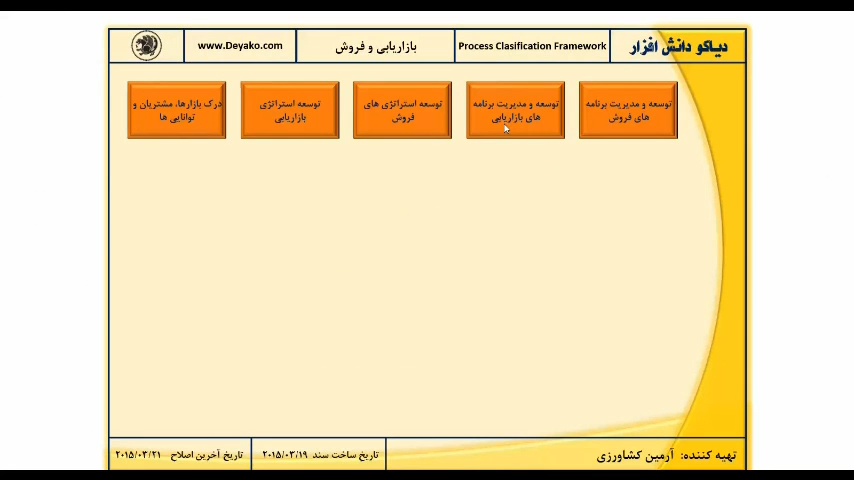 دیاکو دانش افزار
Process Clasification Framework
بازاریابی و فروش
www.Deyako.com
توسعه و مدیریت برنامه
های فروش
توسعه و مدیریت برنامه
های بازاریابی
توسعه استراتژی های
فروش
توسعه استراتژی
بازاریابی
درک بازارها، مشتریان و
توانایی ها
تهیه کننده: آرمین کشاورزی
تاریخ ساخت سند ۲۰۱۵/۰۳/۱۹
تاریخ آخرین اصلاح ۲۰۱۵/۰۳/۲۱